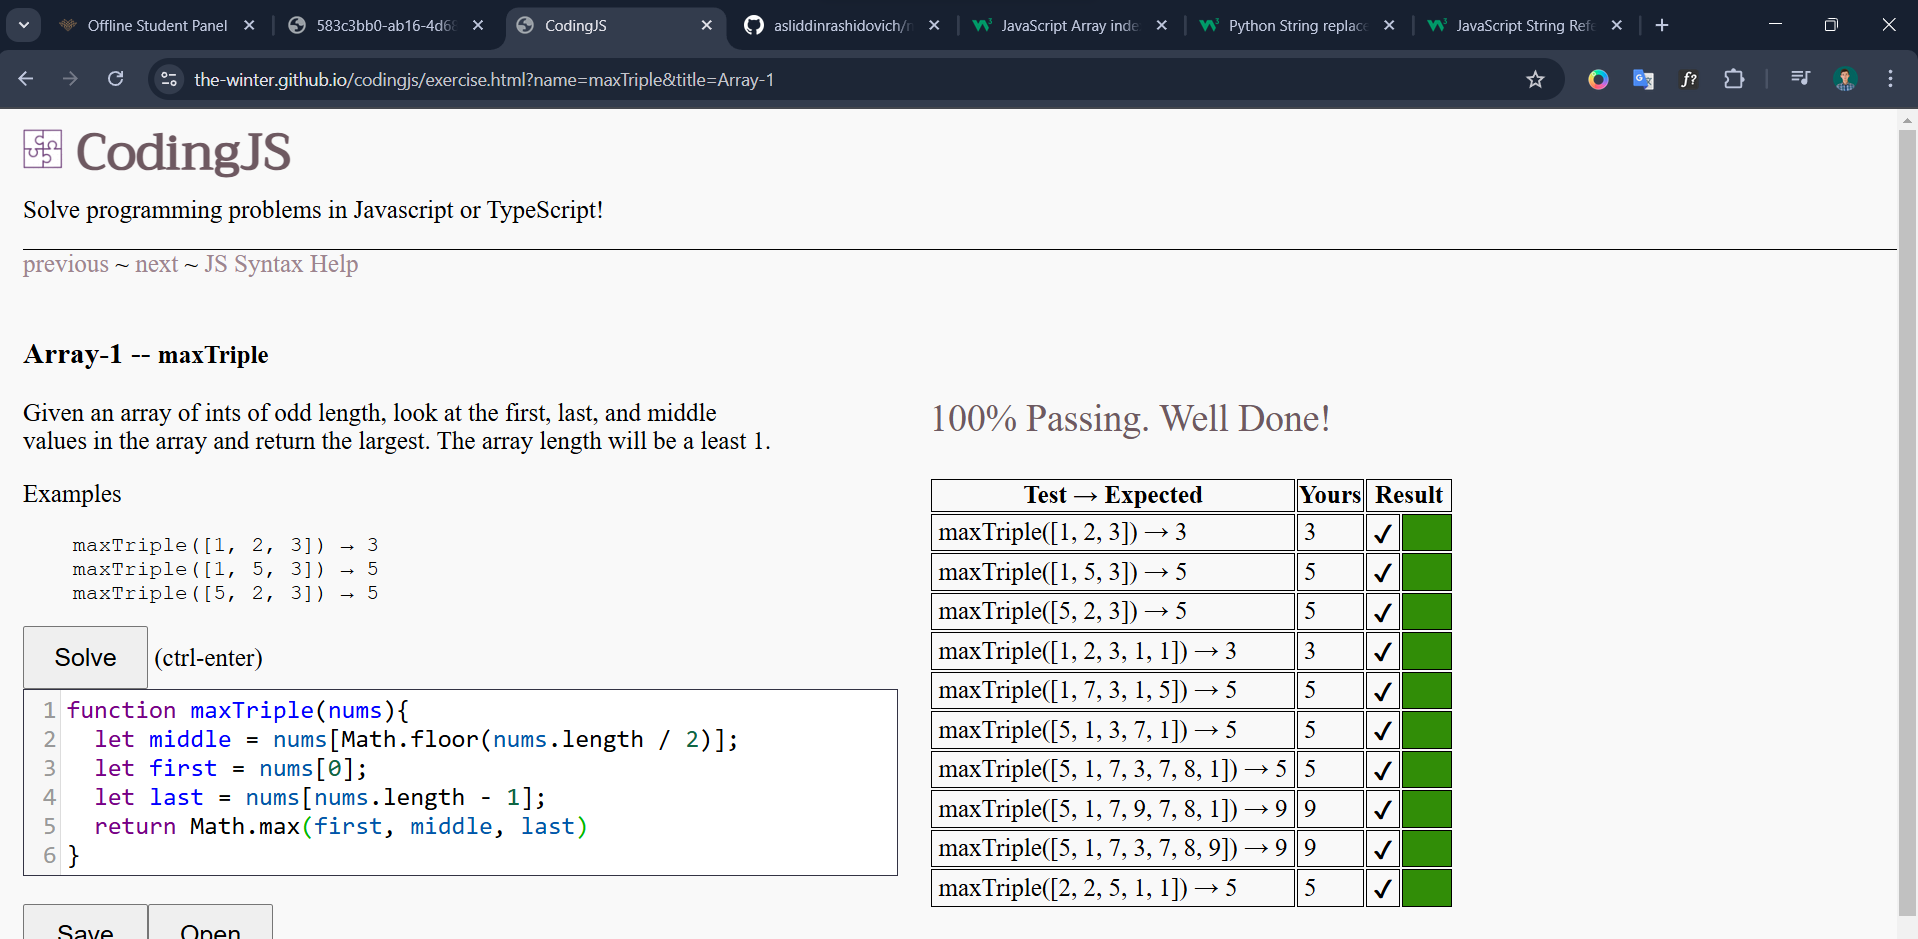 Offline Student Panel
583c3bb0-ab16-4d68
CodingJS
asliddinrashidovich/
JavaScript Array inde
Python String replace
JavaScript String Refe
the-winter.github.io/codingjs/exercise.html?name=maxTriple&title=Array-1
CodingJS
Solve programming problems in Javascript or TypeScript!
previous ~ next ~ JS Syntax Help
Array-1 -- maxTriple
Given an array of ints of odd length, look at the first, last, and middle
values in the array and return the largest. The array length will be a least 1.
Examples
maxTriple([1, 2, 3]) → 3
maxTriple([1, 5, 3]) → 5
maxTriple([5, 2, 3]) → 5
Solve (ctrl-enter)
1 function maxTriple(nums){
2 let middle = nums[Math.floor(nums.length / 2)];
3 let first = nums[0];
4 let last = nums[nums.length - 1];
5 return Math.max(first, middle, last)
6 }
Save Open
100% Passing. Well Done!
Test → Expected Yours Result
maxTriple([1, 2, 3]) → 3 3 ✓
maxTriple([1, 5, 3]) → 5 5 ✓
maxTriple([5, 2, 3]) → 5 5 ✓
maxTriple([1, 2, 3, 1, 1]) → 3 3 ✓
maxTriple([1, 7, 3, 1, 5]) → 5 5 ✓
maxTriple([5, 1, 3, 7, 1]) → 5 5 ✓
maxTriple([5, 1, 7, 3, 7, 8, 1]) → 5 5 ✓
maxTriple([5, 1, 7, 9, 7, 8, 1]) → 9 9 ✓
maxTriple([5, 1, 7, 3, 7, 8, 9]) → 9 9 ✓
maxTriple([2, 2, 5, 1, 1]) → 5 5 ✓